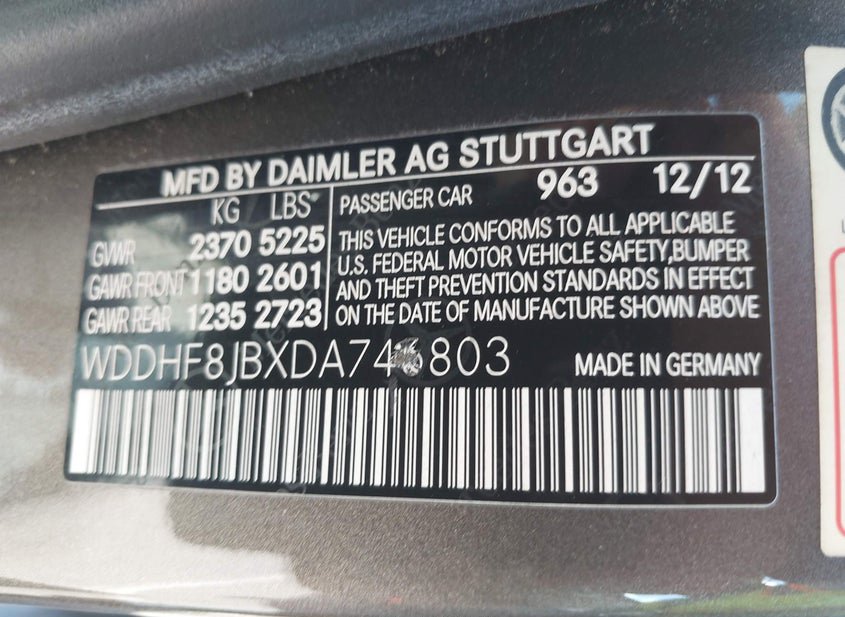 MFD BY DAIMLER AG STUTTGART
KG LBS*
PASSENGER CAR 963 12/12
GVWR 2370 5225
GAWR FRONT 1180 2601
GAWR REAR 1235 2723
THIS VEHICLE CONFORMS TO ALL APPLICABLE
U.S. FEDERAL MOTOR VEHICLE SAFETY,BUMPER
AND THEFT PREVENTION STANDARDS IN EFFECT
ON THE DATE OF MANUFACTURE SHOWN ABOVE
WDDHF8JBXDA746803
MADE IN GERMANY